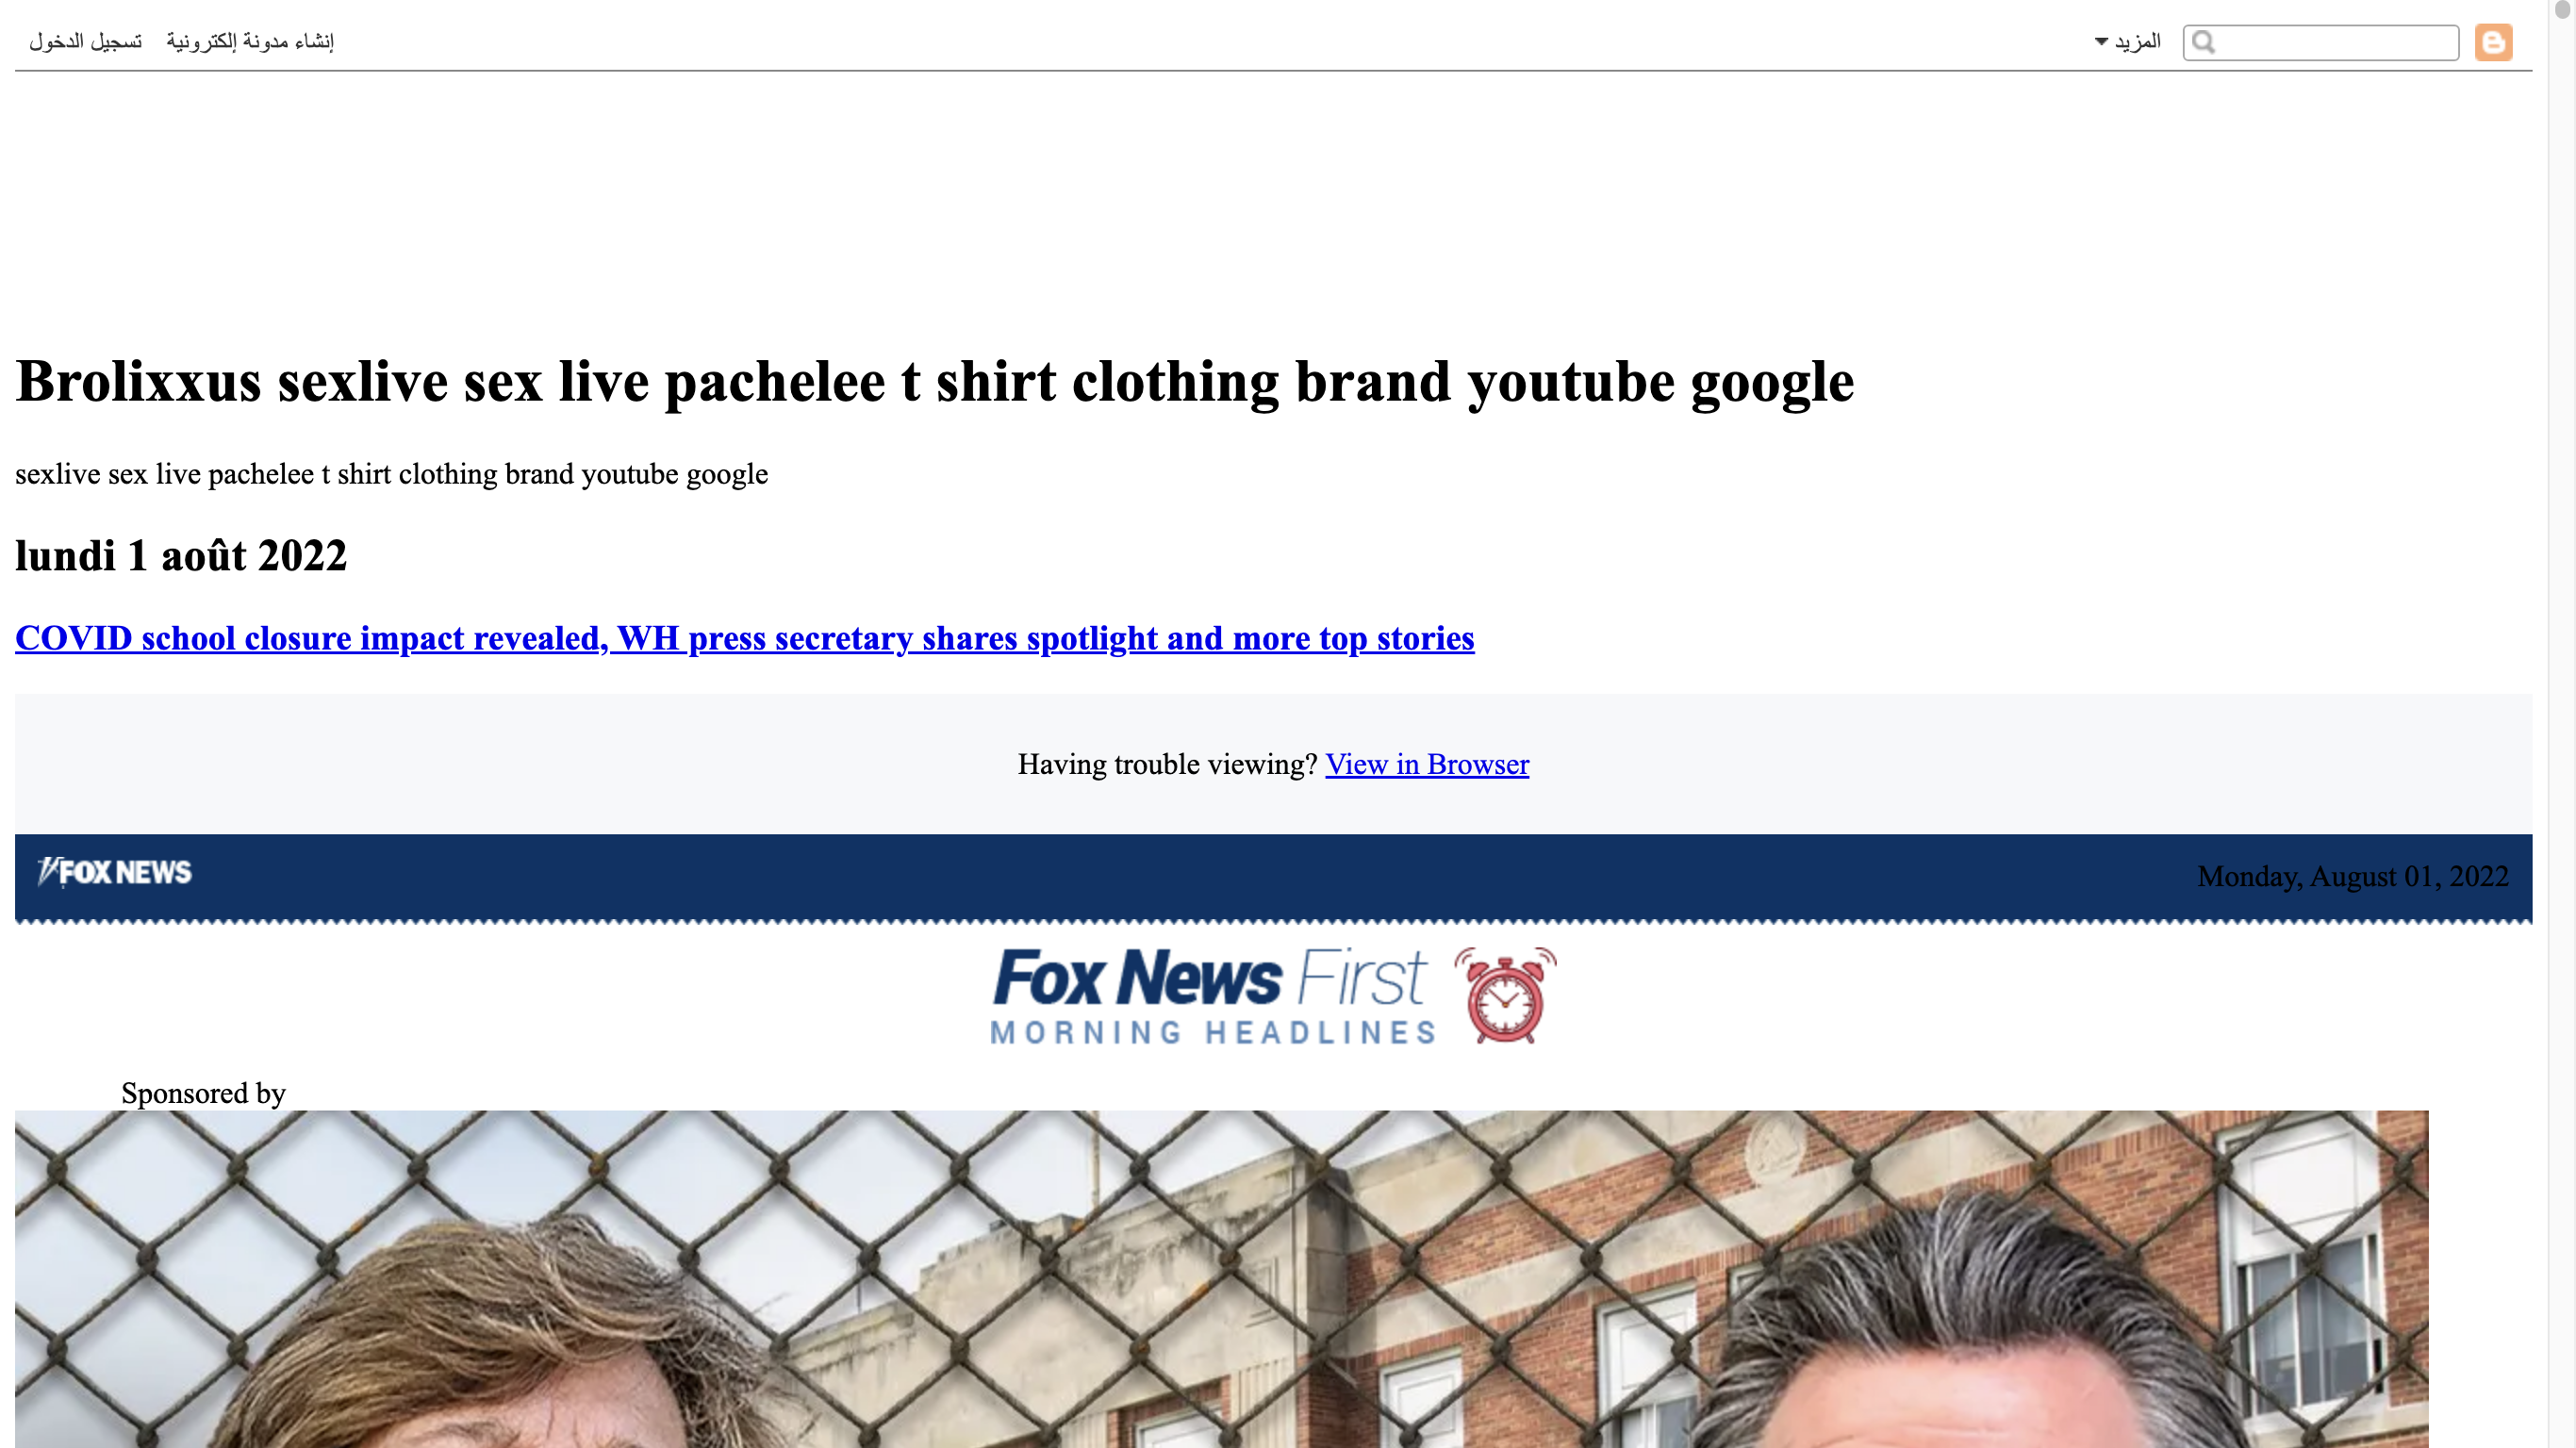 تسجيل الدخول إنشاء مدونة إلكترونية المزيد
Brolixxus sexlive sex live pachelee t shirt clothing brand youtube google
sexlive sex live pachelee t shirt clothing brand youtube google
lundi 1 août 2022
COVID school closure impact revealed, WH press secretary shares spotlight and more top stories
Having trouble viewing? View in Browser
FOX NEWS Monday, August 01, 2022
Fox News First
MORNING HEADLINES
Sponsored by